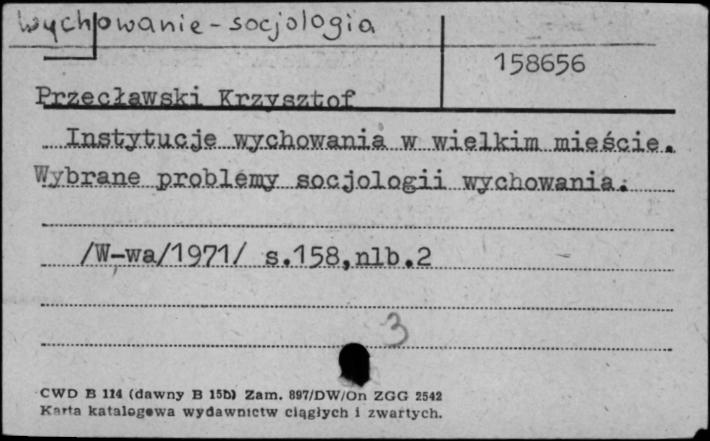 Wychowanie - socjologia
158656
Przecławski Krzysztof
Instytucje wychowania w wielkim mieście.
Wybrane problemy socjologii wychowania.
/W-wa/1971/ s.158,nlb.2
3
CWD B 114 (dawny B 15b) Zam. 897/DW/On ZGG 2542
Karta katalogowa wydawnictw ciągłych i zwartych.